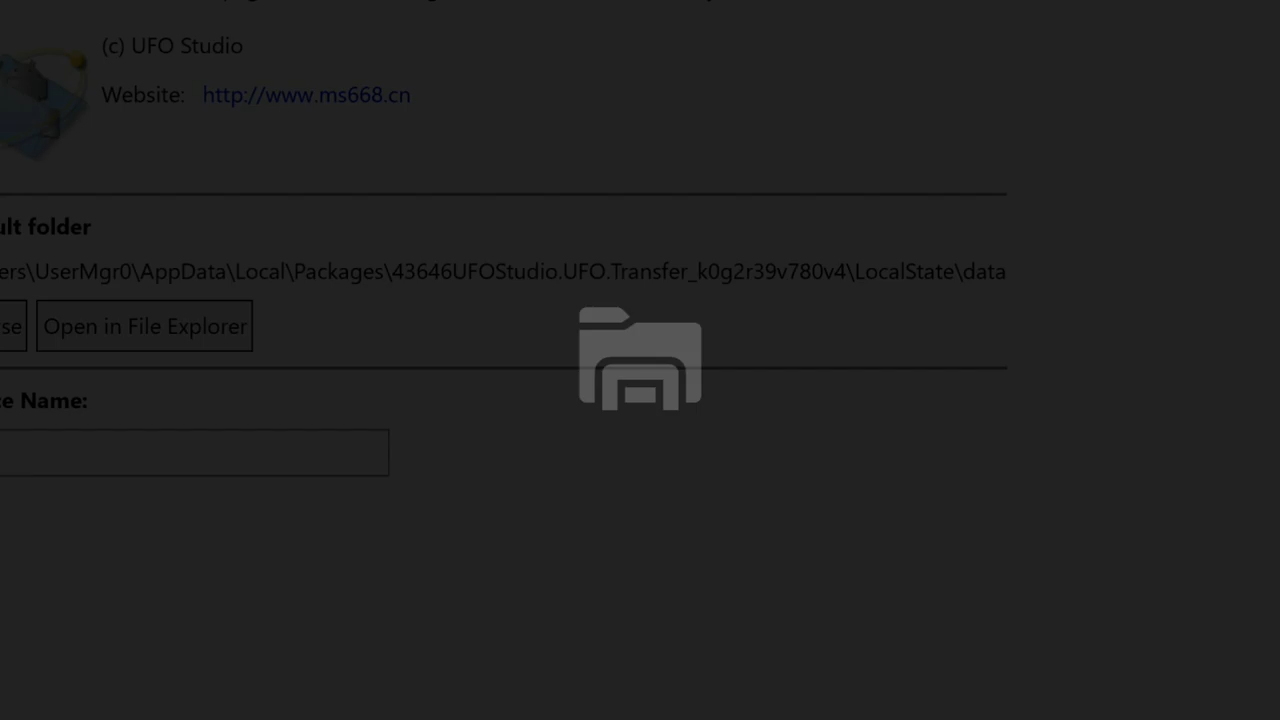 (c) UFO Studio
Website: http://www.ms668.cn
ult folder
ers\UserMgr0\AppData\Local\Packages\43646UFOStudio.UFO.Transfer_k0g2r39v780v4\LocalState\data
se Open in File Explorer
ce Name: